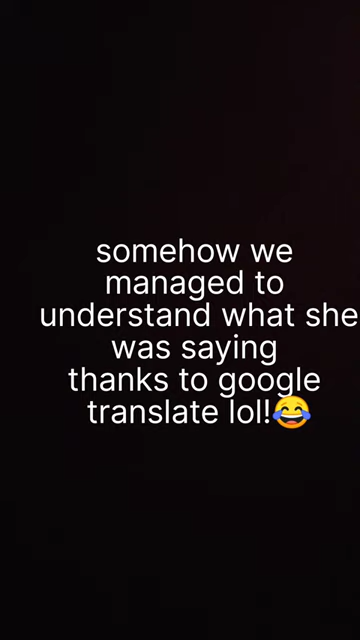 somehow we
managed to
understand what she
was saying
thanks to google
translate lol!😂